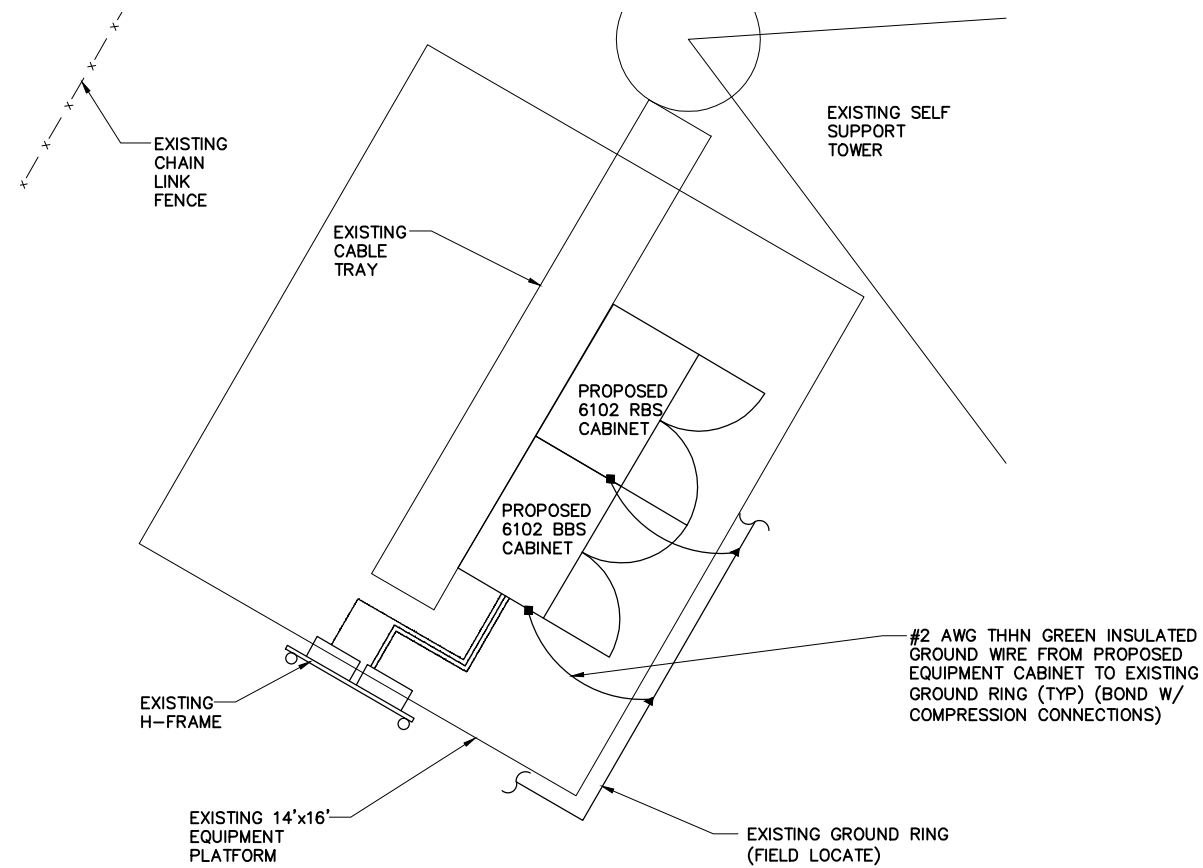 EXISTING SELF
SUPPORT
TOWER
EXISTING
CHAIN
LINK
FENCE
EXISTING
CABLE
TRAY
PROPOSED
6102 RBS
CABINET
PROPOSED
6102 BBS
CABINET
#2 AWG THHN GREEN INSULATED
GROUND WIRE FROM PROPOSED
EQUIPMENT CABINET TO EXISTING
GROUND RING (TYP) (BOND W/
COMPRESSION CONNECTIONS)
EXISTING
H-FRAME
EXISTING 14'x16'
EQUIPMENT
PLATFORM
EXISTING GROUND RING
(FIELD LOCATE)